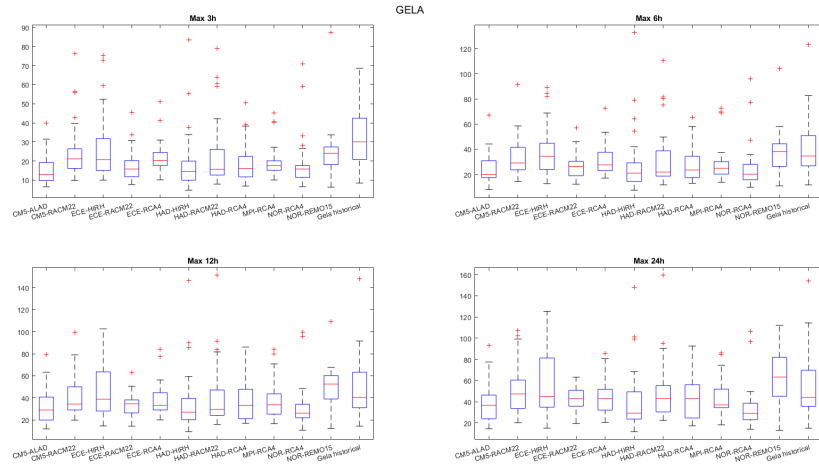 GELA
Max 3h
90
80
70
60
50
40
30
20
10
CM5-ALAD
CM5-RACM22
ECE-HIRH
ECE-RACM22
ECE-RCA4
HAD-HIRH
HAD-RACM22
HAD-RCA4
MPI-RCA4
NOR-RCA4
NOR-REMO15
Gela historical
Max 6h
120
100
80
60
40
20
CM5-ALAD
CM5-RACM22
ECE-HIRH
ECE-RACM22
ECE-RCA4
HAD-HIRH
HAD-RACM22
HAD-RCA4
MPI-RCA4
NOR-RCA4
NOR-REMO15
Gela historical
Max 12h
140
120
100
80
60
40
20
CM5-ALAD
CM5-RACM22
ECE-HIRH
ECE-RACM22
ECE-RCA4
HAD-HIRH
HAD-RACM22
HAD-RCA4
MPI-RCA4
NOR-RCA4
NOR-REMO15
Gela historical
Max 24h
160
140
120
100
80
60
40
20
CM5-ALAD
CM5-RACM22
ECE-HIRH
ECE-RACM22
ECE-RCA4
HAD-HIRH
HAD-RACM22
HAD-RCA4
MPI-RCA4
NOR-RCA4
NOR-REMO15
Gela historical